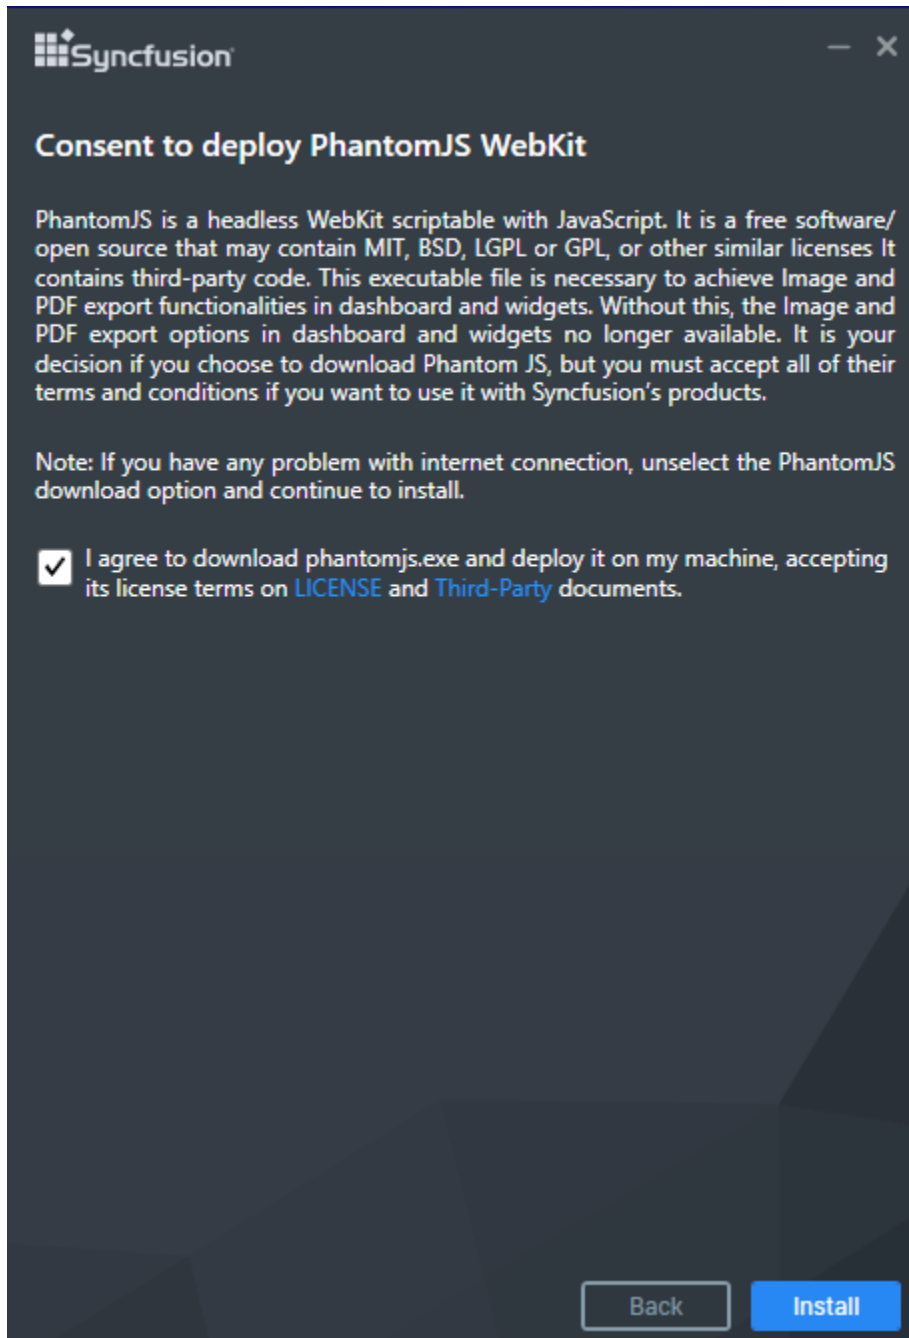 Syncfusion
Consent to deploy PhantomJS WebKit
PhantomJS is a headless WebKit scriptable with JavaScript. It is a free software/
open source that may contain MIT, BSD, LGPL or GPL, or other similar licenses It
contains third-party code. This executable file is necessary to achieve Image and
PDF export functionalities in dashboard and widgets. Without this, the Image and
PDF export options in dashboard and widgets no longer available. It is your
decision if you choose to download Phantom JS, but you must accept all of their
terms and conditions if you want to use it with Syncfusion's products.
Note: If you have any problem with internet connection, unselect the PhantomJS
download option and continue to install.
I agree to download phantomjs.exe and deploy it on my machine, accepting
its license terms on LICENSE and Third-Party documents.
Back
Install